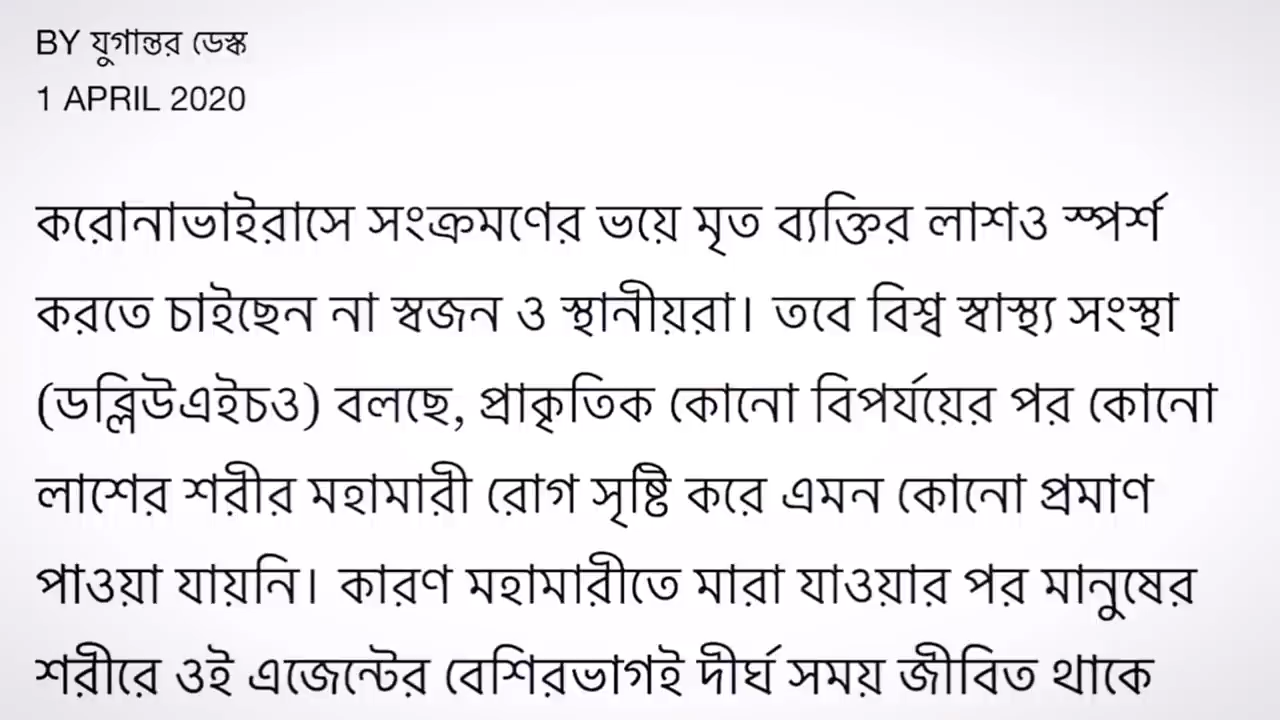 BY যুগান্তর ডেস্ক
1 APRIL 2020
করোনাভাইরাসে সংক্রমণের ভয়ে মৃত ব্যক্তির লাশও স্পর্শ
করতে চাইছেন না স্বজন ও স্থানীয়রা। তবে বিশ্ব স্বাস্থ্য সংস্থা
(ডব্লিউএইচও) বলছে, প্রাকৃতিক কোনো বিপর্যয়ের পর কোনো
লাশের শরীর মহামারী রোগ সৃষ্টি করে এমন কোনো প্রমাণ
পাওয়া যায়নি। কারণ মহামারীতে মারা যাওয়ার পর মানুষের
শরীরে ওই এজেন্টের বেশিরভাগই দীর্ঘ সময় জীবিত থাকে